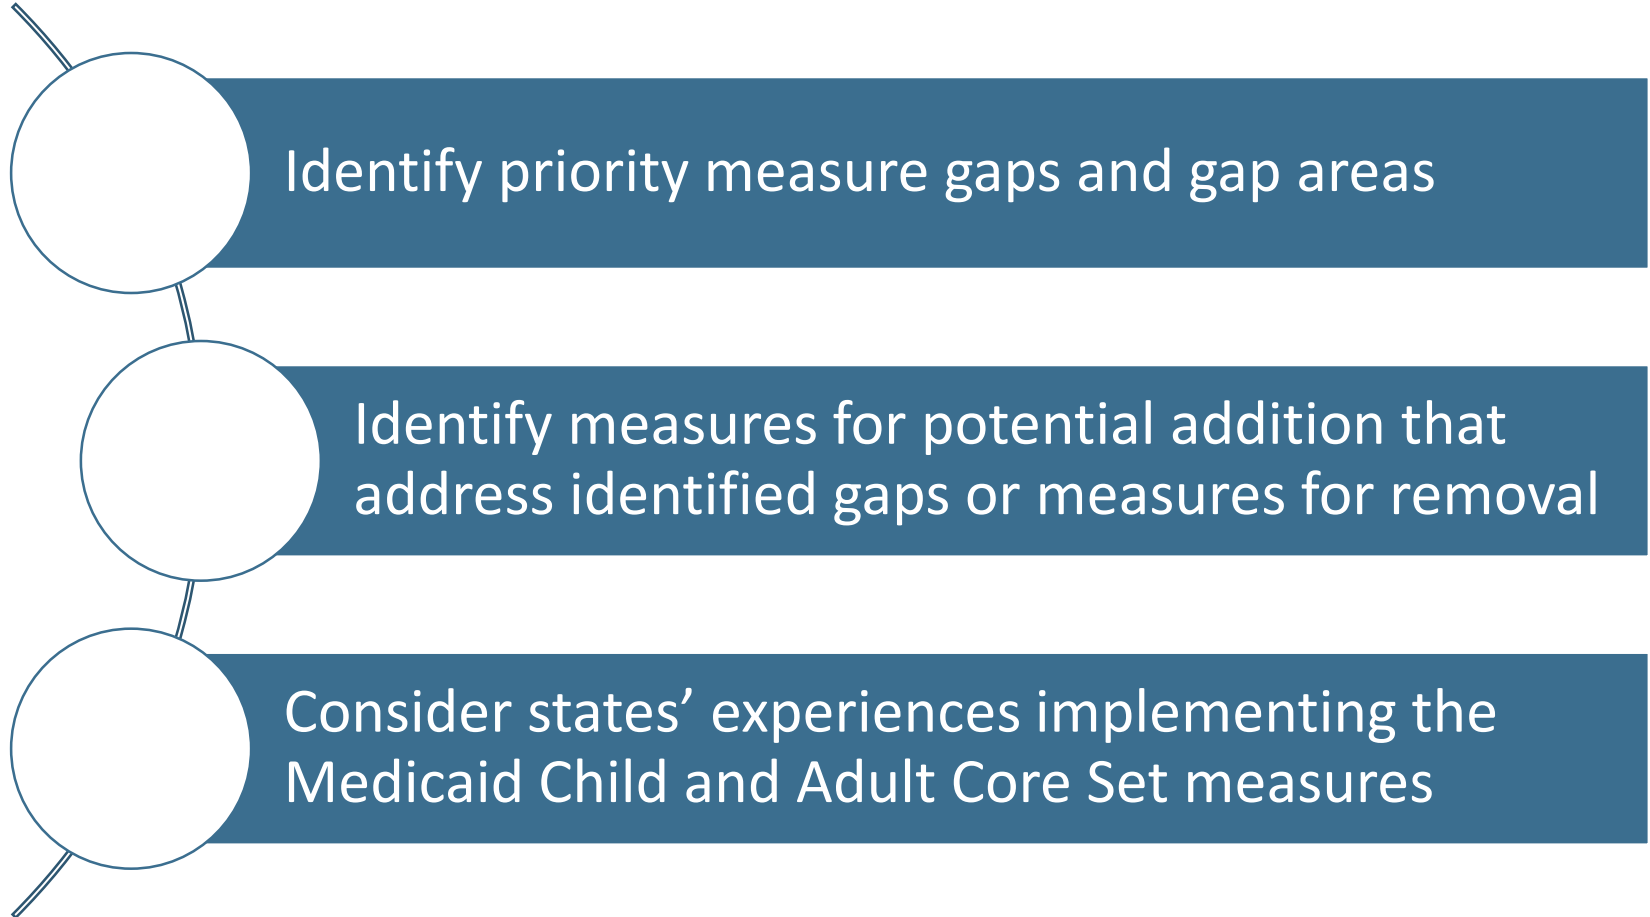 Identify priority measure gaps and gap areas
Identify measures for potential addition that
address identified gaps or measures for removal
Consider states’ experiences implementing the
Medicaid Child and Adult Core Set measures